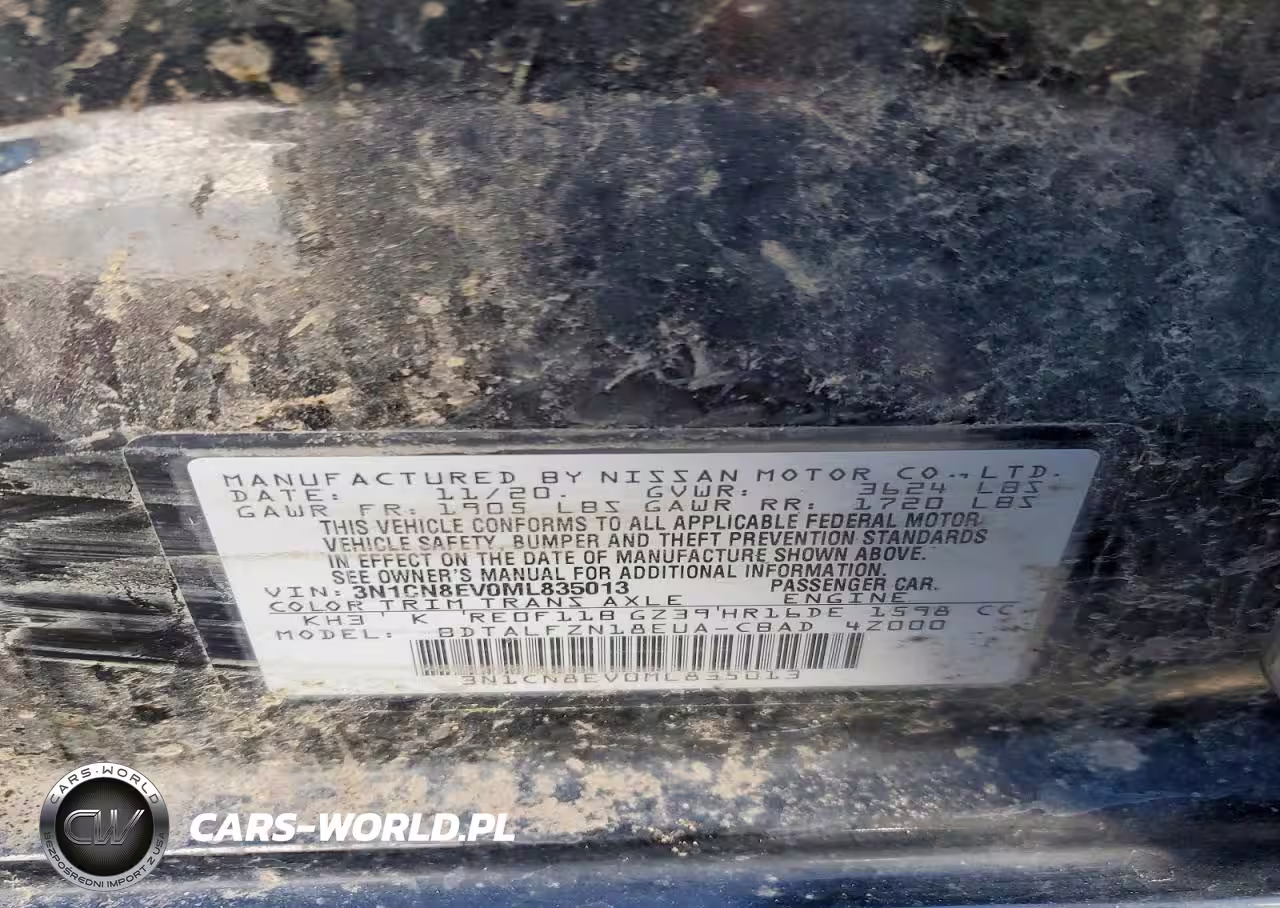 MANUFACTURED BY NISSAN MOTOR CO., LTD.
DATE: 11/20. GVWR: 3624 LBS
GAWR FR: 1905 LBS GAWR RR: 1720 LBS
THIS VEHICLE CONFORMS TO ALL APPLICABLE FEDERAL MOTOR
VEHICLE SAFETY, BUMPER AND THEFT PREVENTION STANDARDS
IN EFFECT ON THE DATE OF MANUFACTURE SHOWN ABOVE.
SEE OWNER'S MANUAL FOR ADDITIONAL INFORMATION.
VIN: 3N1CN8EV0ML835013 PASSENGER CAR.
COLOR TRIM TRANS AXLE ENGINE
KH3 K RE0F11B GZ39 HR16DE 1598 CC
MODEL: BDTALFZN18EUA-CBAD 4Z000
3N1CN8EV0ML835013
CARS-WORLD
CW
BEZPOŚREDNI IMPORT Z USA
CARS-WORLD.PL